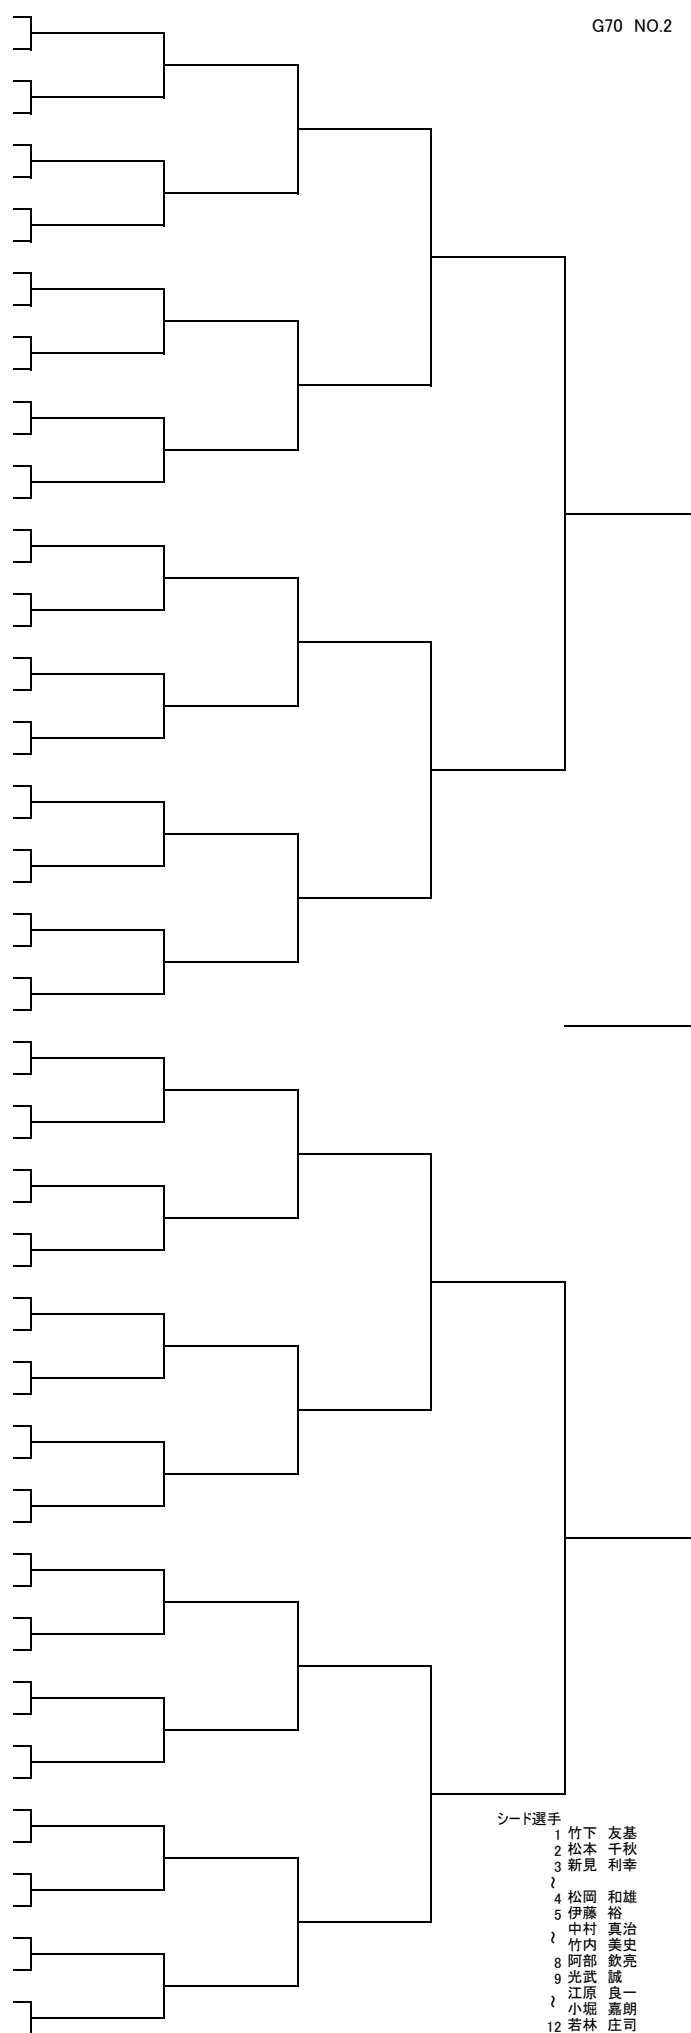 G70 NO.2
シード選手
1 竹下 友基
2 松本 千秋
3 新見 利幸
~
4 松岡 和雄
5 伊藤 裕
中村 真治
~
竹内 美史
8 阿部 欽亮
9 光武 誠
江原 良一
~
小堀 嘉朗
12 若林 庄司